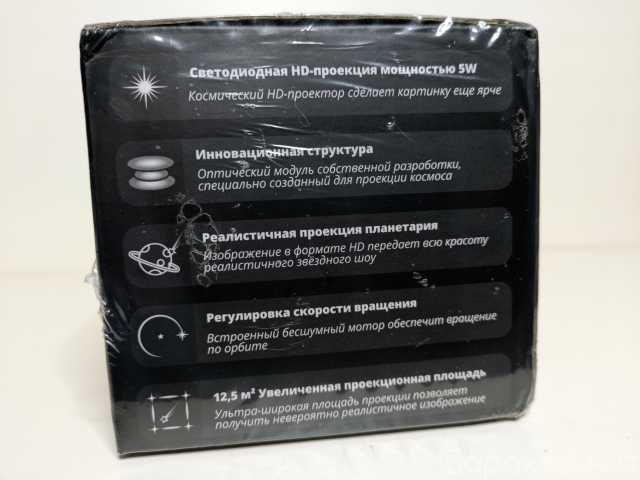 Светодиодная HD-проекция мощностью 5W
Космический HD-проектор сделает картинку еще ярче
Инновационная структура
Оптический модуль собственной разработки,
специально созданный для проекции космоса
Реалистичная проекция планетария
Изображение в формате HD передает всю красоту
реалистичного звёздного шоу
Регулировка скорости вращения
Встроенный бесшумный мотор обеспечит вращение
по орбите
12,5 м² Увеличенная проекционная площадь
Ультра-широкая площадь проекции позволяет
получить невероятно реалистичное изображение